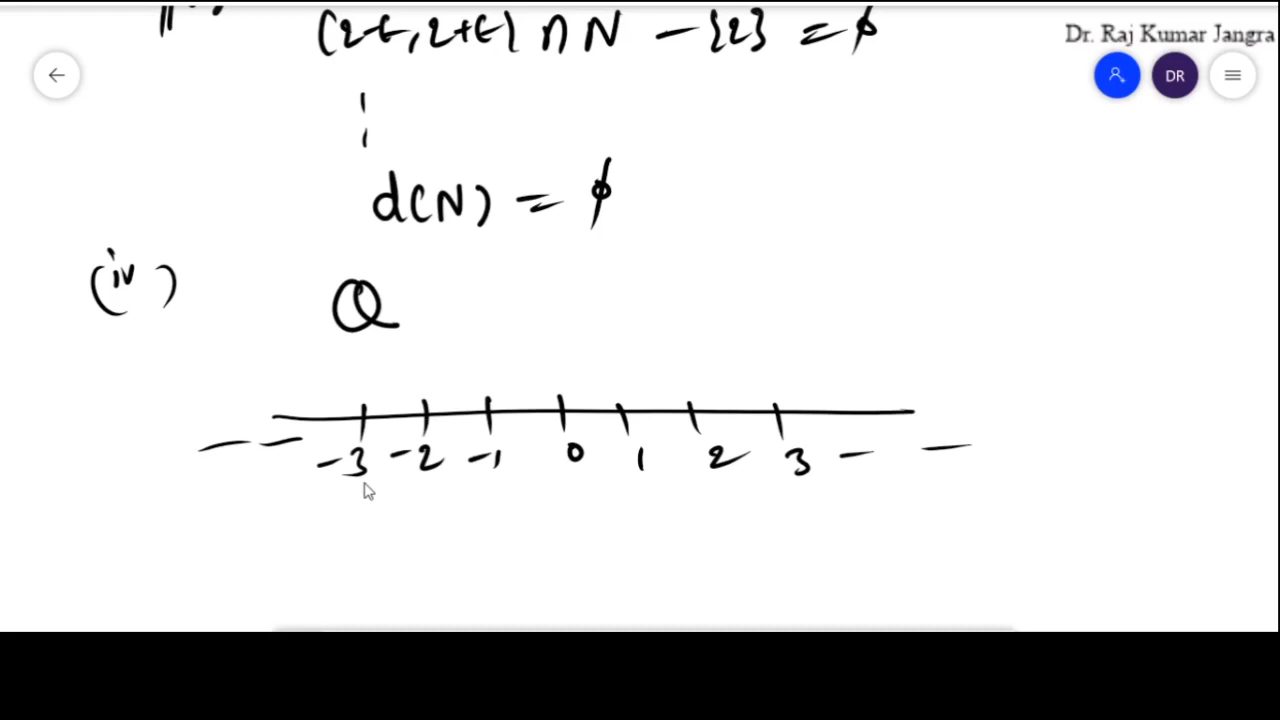 (2-ϵ, 2+ϵ) ∩ N - {2} = ϕ
Dr. Raj Kumar Jangra
DR
d(N) = ϕ
(iv) Q
-- -3 -2 -1 0 1 2 3 - -